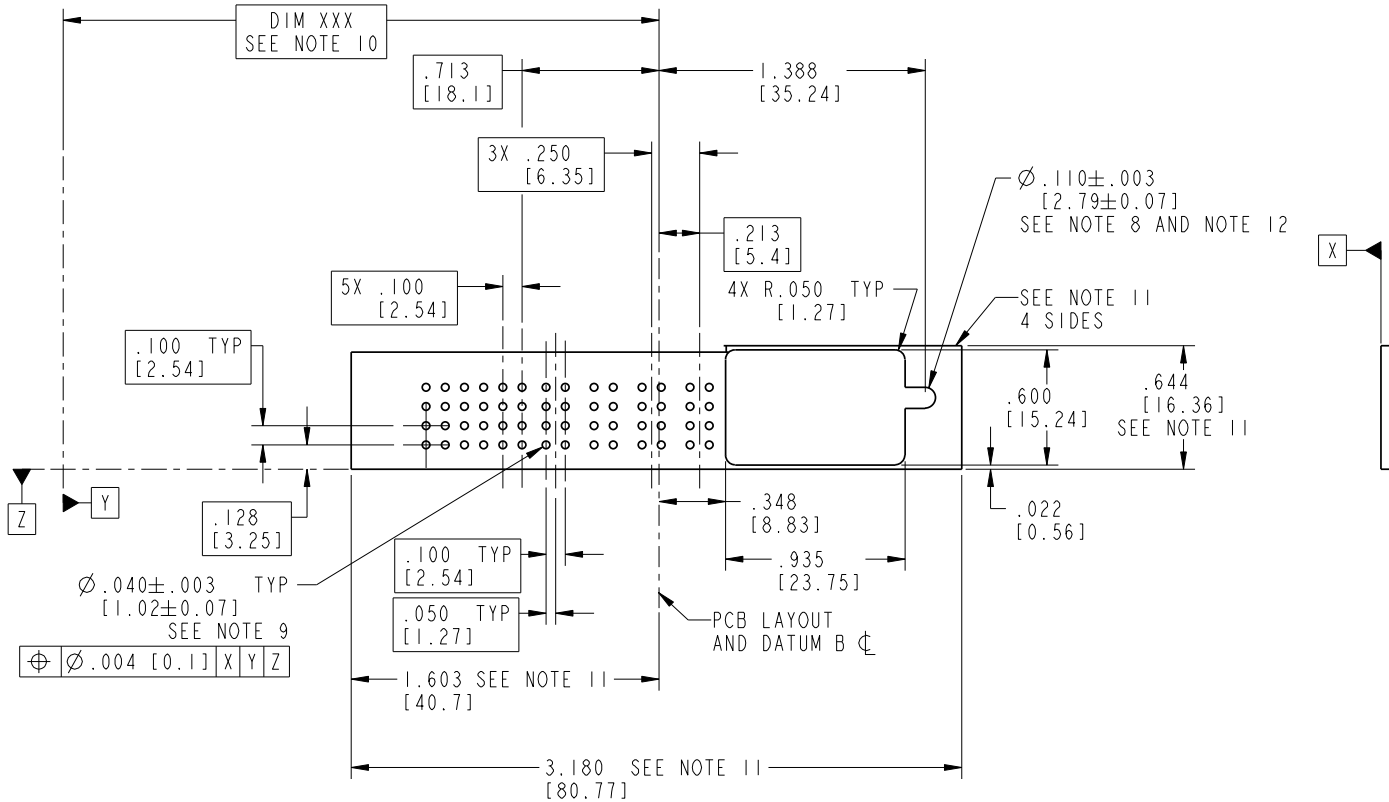 DIM XXX
SEE NOTE 10
.713
[18.1]
1.388
[35.24]
3X .250
[6.35]
Ø.110±.003
[2.79±0.07]
SEE NOTE 8 AND NOTE 12
.213
[5.4]
X
5X .100
[2.54]
4X R.050 TYP
[1.27]
SEE NOTE 11
4 SIDES
.100 TYP
[2.54]
.600
[15.24]
.644
[16.36]
SEE NOTE 11
Z
Y
.128
[3.25]
.348
[8.83]
.022
[0.56]
.100 TYP
[2.54]
.935
[23.75]
Ø.040±.003 TYP
[1.02±0.07]
SEE NOTE 9
.050 TYP
[1.27]
PCB LAYOUT
AND DATUM B ℄
⌖ Ø.004 [0.1] X Y Z
1.603 SEE NOTE 11
[40.7]
3.180 SEE NOTE 11
[80.77]